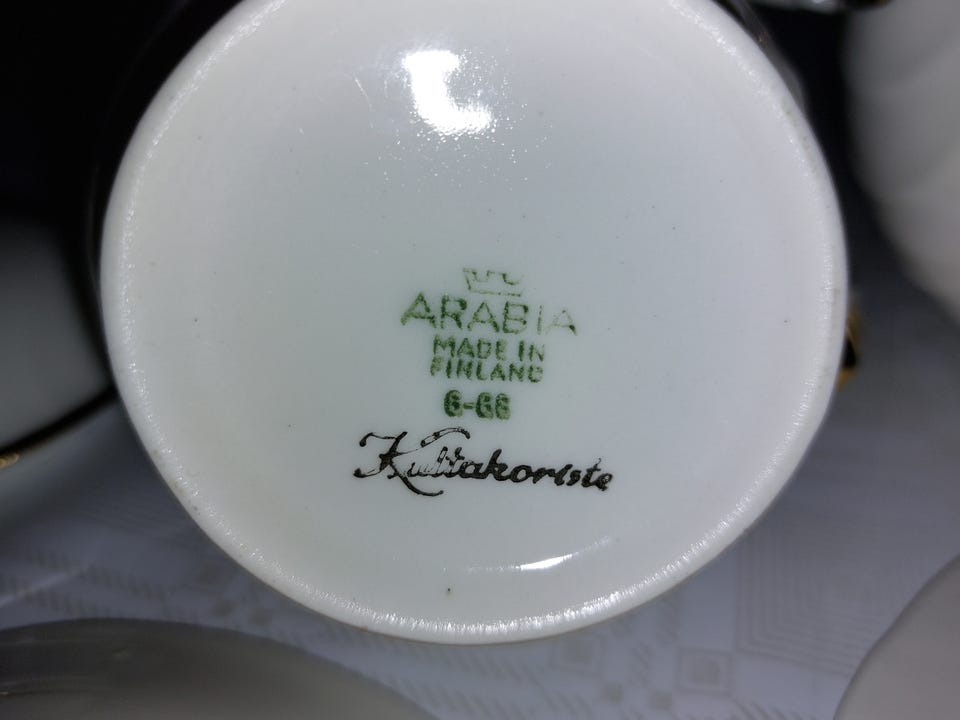 ARABIA
MADE IN
FINLAND
6-66
Kultakoriste